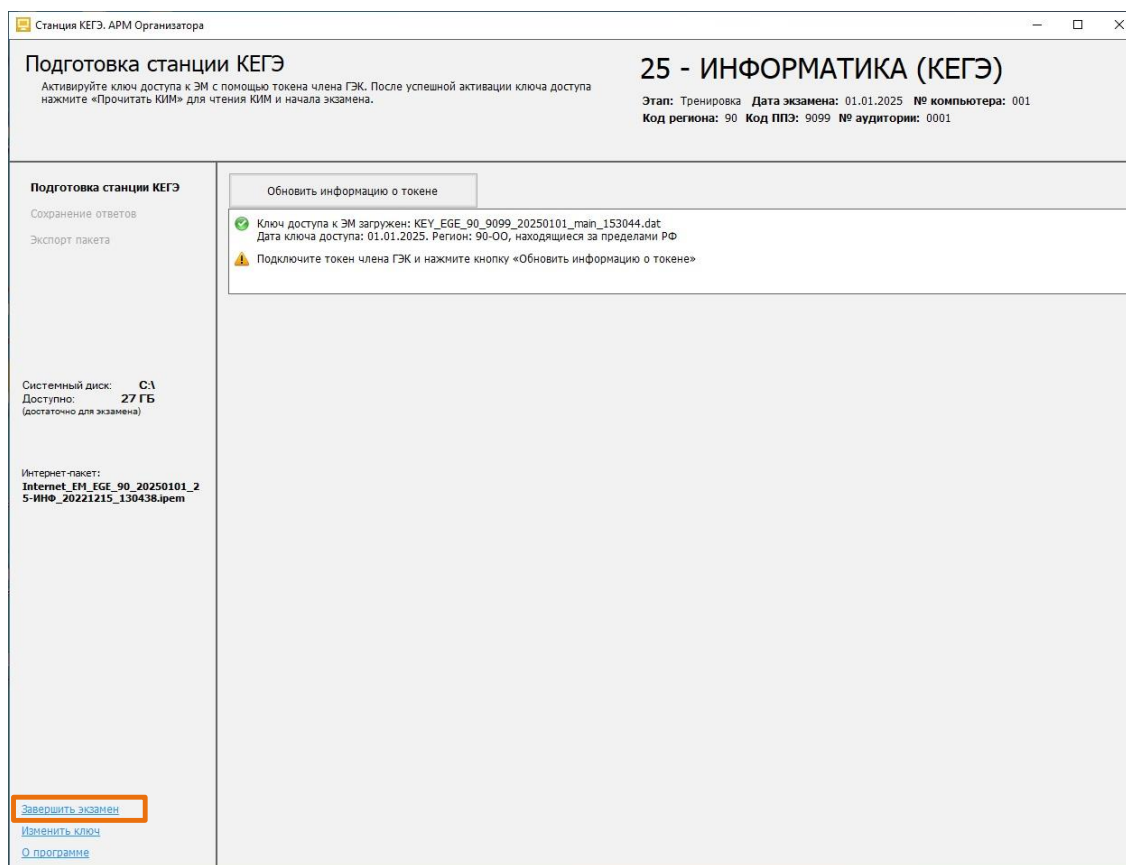 Станция КЕГЭ. АРМ Организатора
Подготовка станции КЕГЭ
Активируйте ключ доступа к ЭМ с помощью токена члена ГЭК. После успешной активации ключа доступа
нажмите «Прочитать КИМ» для чтения КИМ и начала экзамена.
25 - ИНФОРМАТИКА (КЕГЭ)
Этап: Тренировка Дата экзамена: 01.01.2025 № компьютера: 001
Код региона: 90 Код ППЭ: 9099 № аудитории: 0001
Подготовка станции КЕГЭ
Сохранение ответов
Экспорт пакета
Обновить информацию о токене
Ключ доступа к ЭМ загружен: KEY_EGE_90_9099_20250101_main_153044.dat
Дата ключа доступа: 01.01.2025. Регион: 90-ОО, находящиеся за пределами РФ
Подключите токен члена ГЭК и нажмите кнопку «Обновить информацию о токене»
Системный диск: C:\
Доступно: 27 ГБ
(достаточно для экзамена)
Интернет-пакет:
Internet_EM_EGE_90_20250101_2
5-ИНФ_20221215_130438.ipem
Завершить экзамен
Изменить ключ
О программе